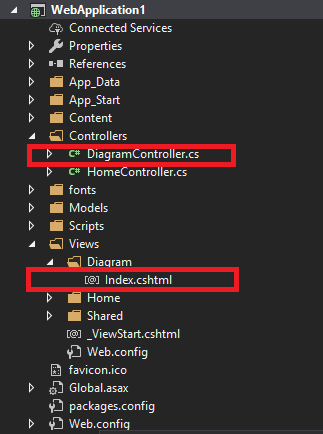 WebApplication1
Connected Services
Properties
References
App_Data
App_Start
Content
Controllers
C# DiagramController.cs
C# HomeController.cs
fonts
Models
Scripts
Views
Diagram
[@] Index.cshtml
Home
Shared
[@] _ViewStart.cshtml
Web.config
favicon.ico
Global.asax
packages.config
Web.config